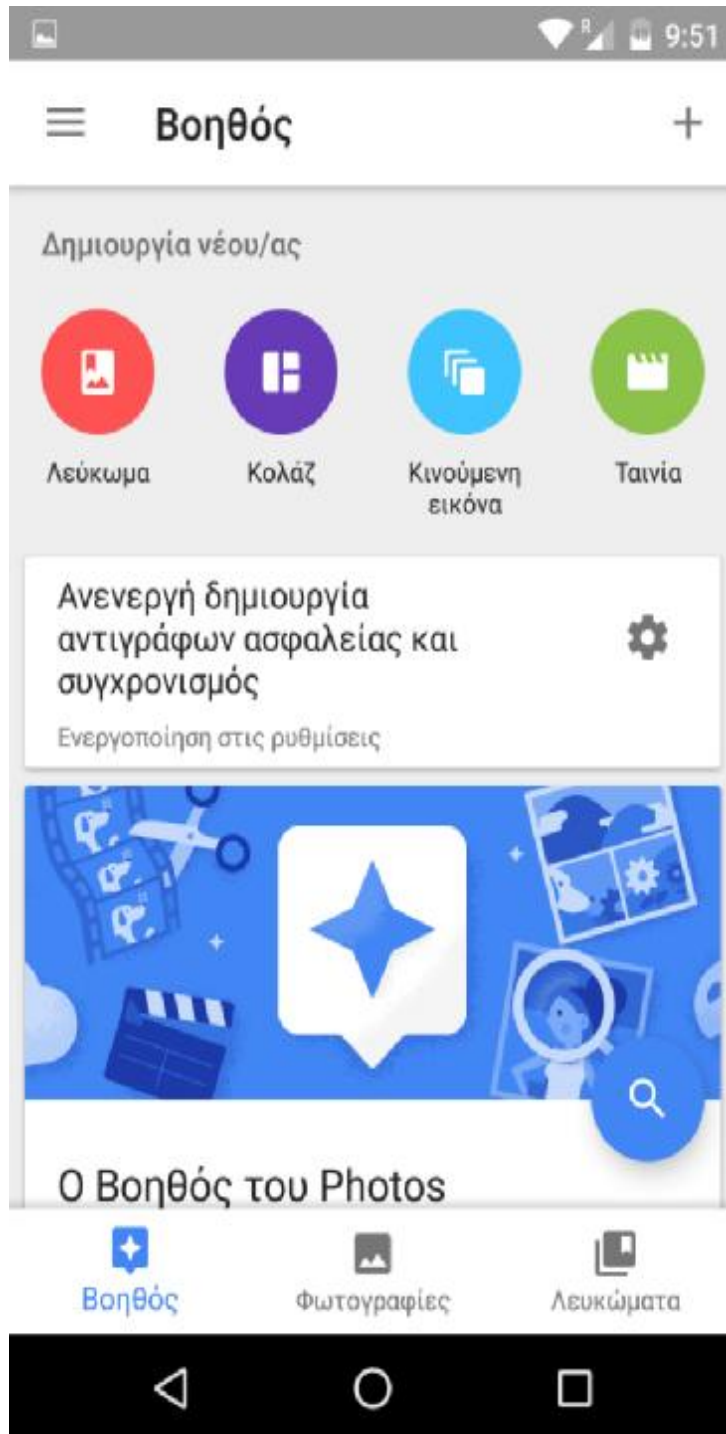 R 9:51
Βοηθός
Δημιουργία νέου/ας
Λεύκωμα
Κολάζ
Κινούμενη
εικόνα
Ταινία
Ανενεργή δημιουργία
αντιγράφων ασφαλείας και
συγχρονισμός
Ενεργοποίηση στις ρυθμίσεις
Ο Βοηθός του Photos
Βοηθός
Φωτογραφίες
Λευκώματα